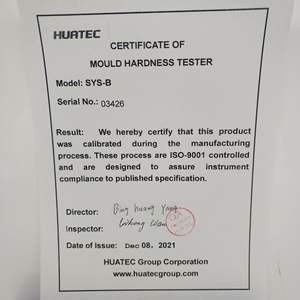 HUATEC
CERTIFICATE OF
MOULD HARDNESS TESTER
Model: SYS-B
Serial No.: 03426
Result: We hereby certify that this product
was calibrated during the manufacturing
process. These process are ISO-9001 controlled
and are designed to assure instrument
compliance to published specification.
Director:
Inspector:
Date of Issue: Dec 08, 2021
HUATEC Group Corporation
www.huatecgroup.com